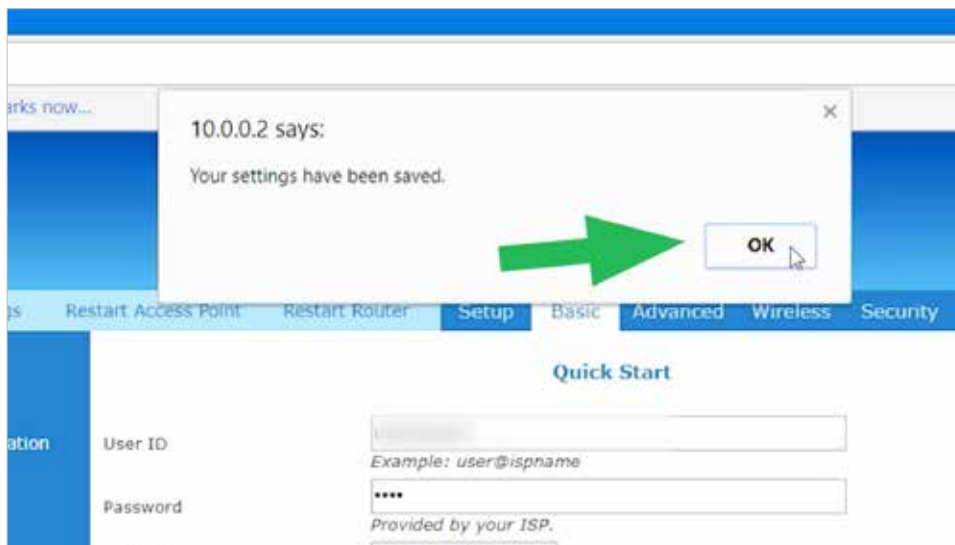 arks now...
10.0.0.2 says:
Your settings have been saved.
OK
Restart Access Point Restart Router Setup Basic Advanced Wireless Security
Quick Start
ation
User ID
Example: user@ispname
Password
••••
Provided by your ISP.